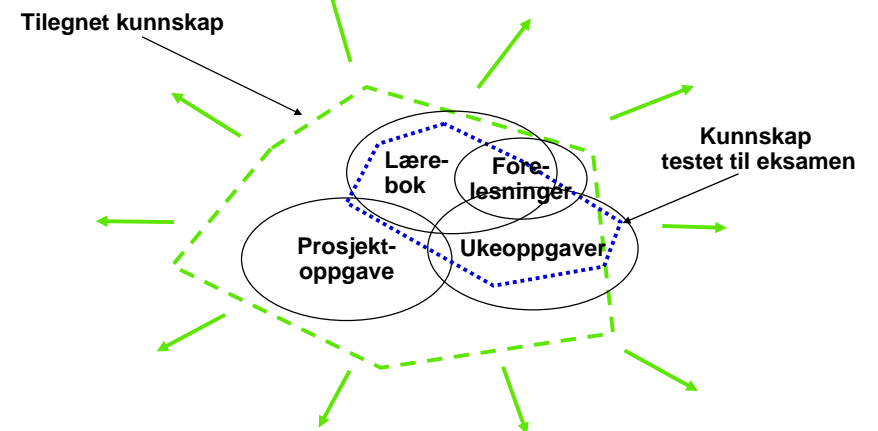 Tilegnet kunnskap
Kunnskap
testet til eksamen
Lære-
bok
Fore-
lesninger
Prosjekt-
oppgave
Ukeoppgaver